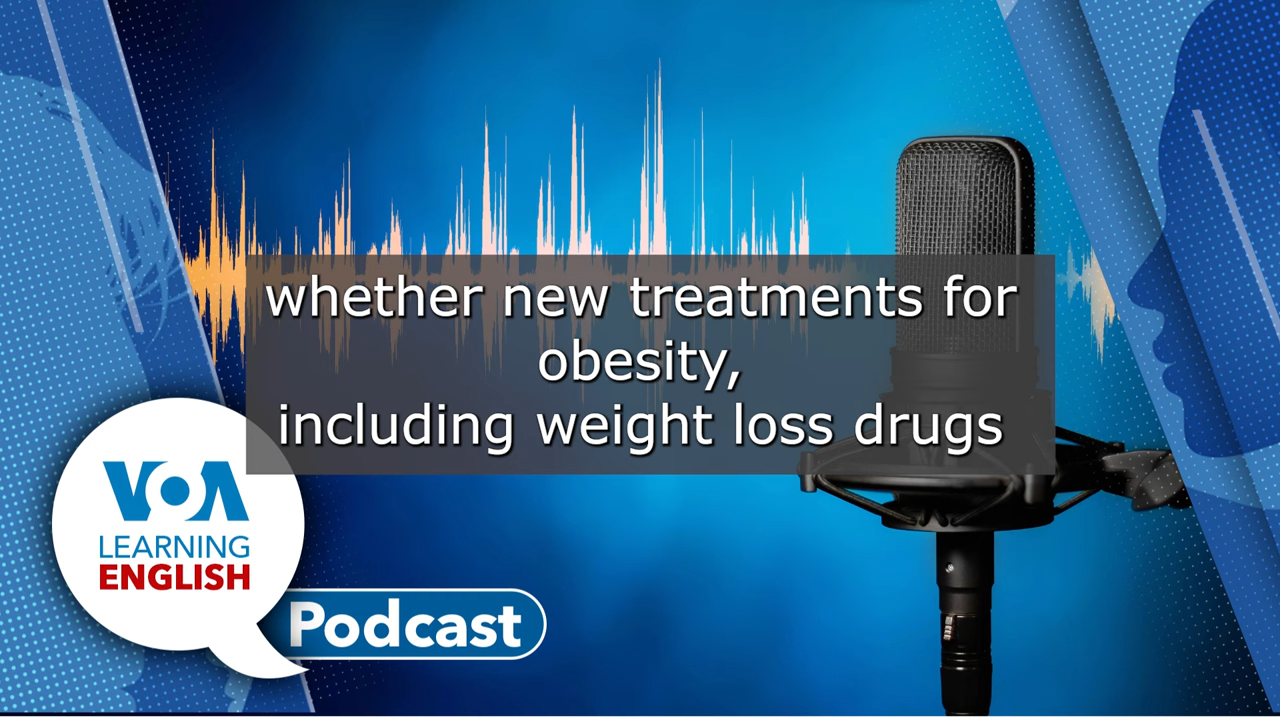 whether new treatments for
obesity,
including weight loss drugs
VOA
LEARNING
ENGLISH
Podcast